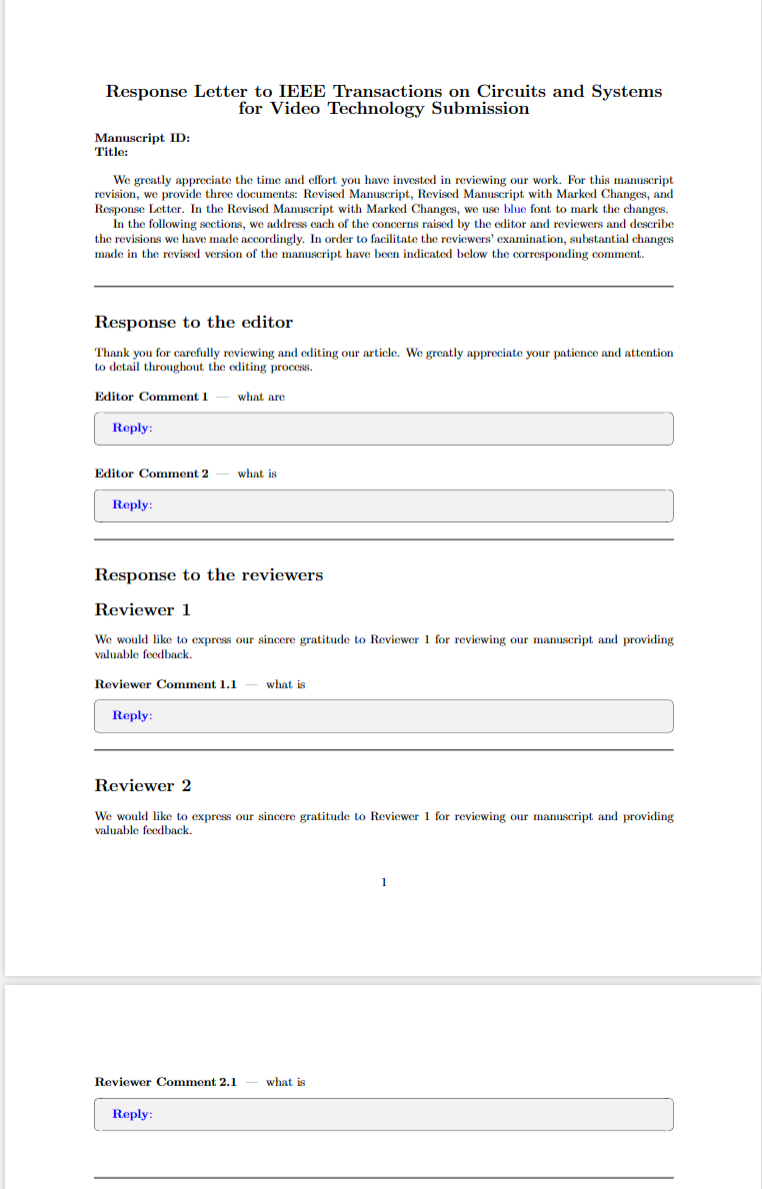 Response Letter to IEEE Transactions on Circuits and Systems
for Video Technology Submission
Manuscript ID:
Title:
We greatly appreciate the time and effort you have invested in reviewing our work. For this manuscript
revision, we provide three documents: Revised Manuscript, Revised Manuscript with Marked Changes, and
Response Letter. In the Revised Manuscript with Marked Changes, we use blue font to mark the changes.
In the following sections, we address each of the concerns raised by the editor and reviewers and describe
the revisions we have made accordingly. In order to facilitate the reviewers' examination, substantial changes
made in the revised version of the manuscript have been indicated below the corresponding comment.
Response to the editor
Thank you for carefully reviewing and editing our article. We greatly appreciate your patience and attention
to detail throughout the editing process.
Editor Comment 1 — what are
Reply:
Editor Comment 2 — what is
Reply:
Response to the reviewers
Reviewer 1
We would like to express our sincere gratitude to Reviewer 1 for reviewing our manuscript and providing
valuable feedback.
Reviewer Comment 1.1 — what is
Reply:
Reviewer 2
We would like to express our sincere gratitude to Reviewer 1 for reviewing our manuscript and providing
valuable feedback.
1
Reviewer Comment 2.1 — what is
Reply: